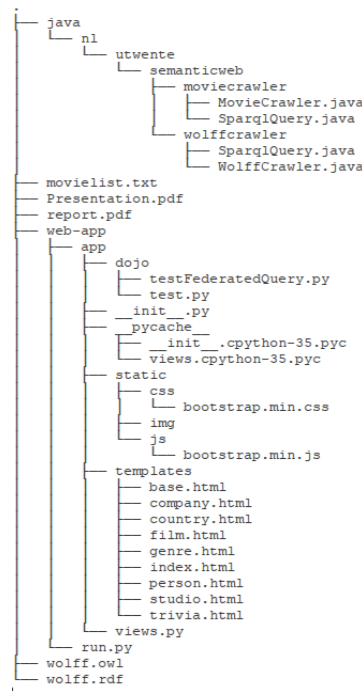 .
├── java
│   └── nl
│       └── utwente
│           └── semanticweb
│               ├── moviecrawler
│               │   ├── MovieCrawler.java
│               │   └── SparqlQuery.java
│               └── wolffcrawler
│                   ├── SparqlQuery.java
│                   └── WolffCrawler.java
├── movielist.txt
├── Presentation.pdf
├── report.pdf
├── web-app
│   ├── app
│   │   ├── dojo
│   │   │   ├── testFederatedQuery.py
│   │   │   └── test.py
│   │   ├── __init__.py
│   │   ├── __pycache__
│   │   │   ├── __init__.cpython-35.pyc
│   │   │   └── views.cpython-35.pyc
│   │   ├── static
│   │   │   ├── css
│   │   │   │   └── bootstrap.min.css
│   │   │   ├── img
│   │   │   └── js
│   │   │       └── bootstrap.min.js
│   │   ├── templates
│   │   │   ├── base.html
│   │   │   ├── company.html
│   │   │   ├── country.html
│   │   │   ├── film.html
│   │   │   ├── genre.html
│   │   │   ├── index.html
│   │   │   ├── person.html
│   │   │   ├── studio.html
│   │   │   └── trivia.html
│   │   └── views.py
│   └── run.py
├── wolff.owl
└── wolff.rdf